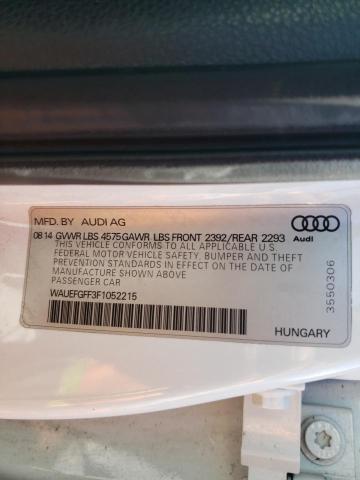 MFD. BY AUDI AG
08 14 GVWR LBS 4575 GAWR LBS FRONT 2392/REAR 2293
THIS VEHICLE CONFORMS TO ALL APPLICABLE U.S.
FEDERAL MOTOR VEHICLE SAFETY, BUMPER AND THEFT
PREVENTION STANDARDS IN EFFECT ON THE DATE OF
MANUFACTURE SHOWN ABOVE.
PASSENGER CAR
WAUEFGFF3F1052215
Audi
3550306
HUNGARY